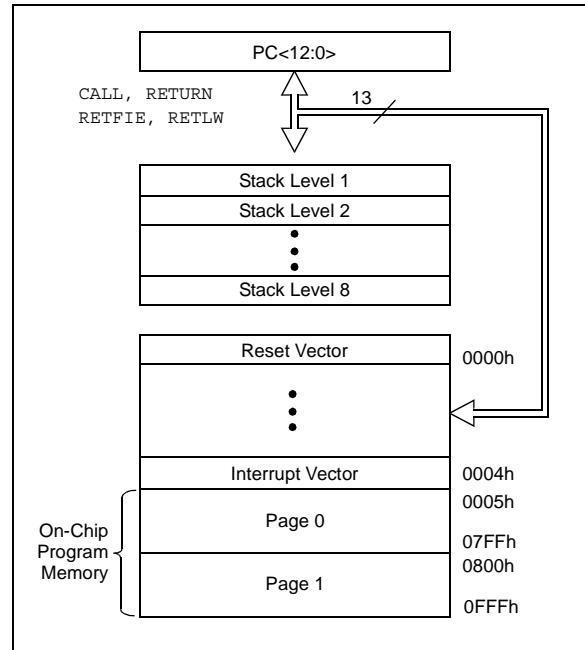 PC<12:0>
CALL, RETURN
RETFIE, RETLW
13
Stack Level 1
Stack Level 2
Stack Level 8
Reset Vector
0000h
Interrupt Vector
0004h
On-Chip
Program
Memory
Page 0
0005h
07FFh
Page 1
0800h
0FFFh